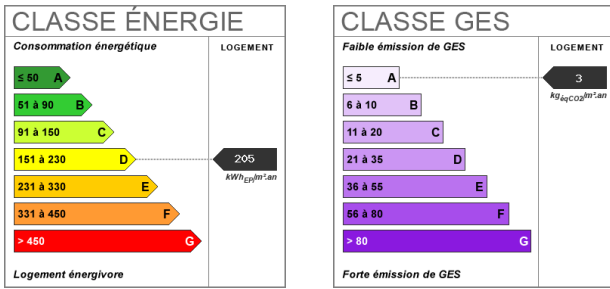 CLASSE ÉNERGIE
Consommation énergétique
LOGEMENT
≤ 50 A
51 à 90 B
91 à 150 C
151 à 230 D
205
kWhEP/m².an
231 à 330 E
331 à 450 F
> 450 G
Logement énergivore
CLASSE GES
Faible émission de GES
LOGEMENT
≤ 5 A
3
kgéqCO2/m².an
6 à 10 B
11 à 20 C
21 à 35 D
36 à 55 E
56 à 80 F
> 80 G
Forte émission de GES